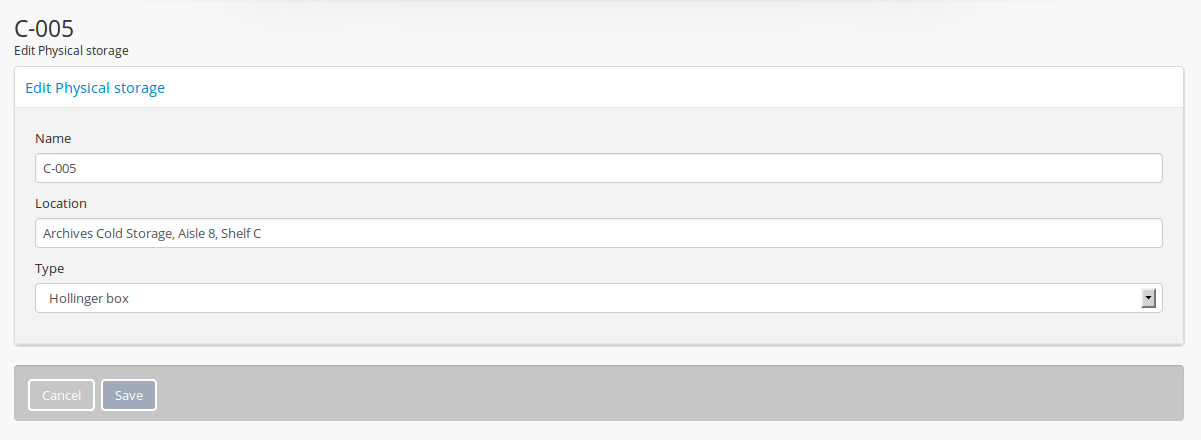 C-005
Edit Physical storage
Edit Physical storage
Name
C-005
Location
Archives Cold Storage, Aisle 8, Shelf C
Type
Hollinger box
Cancel Save